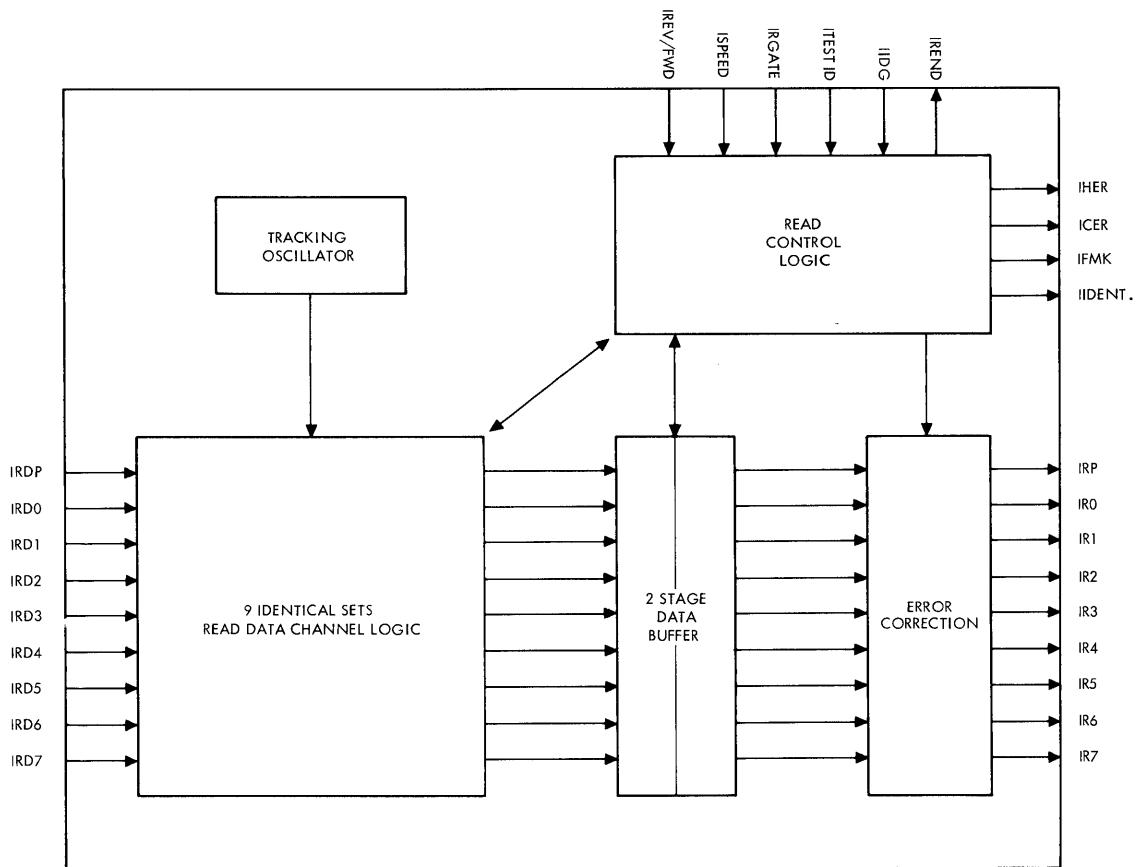 IREV/FWD
ISPEED
IRGATE
ITEST ID
IIDG
IREND
TRACKING
OSCILLATOR
READ
CONTROL
LOGIC
IHER
ICER
IFMK
IIDENT.
IRDP
IRD0
IRD1
IRD2
IRD3
IRD4
IRD5
IRD6
IRD7
9 IDENTICAL SETS
READ DATA CHANNEL LOGIC
2 STAGE
DATA
BUFFER
ERROR
CORRECTION
IRP
IR0
IR1
IR2
IR3
IR4
IR5
IR6
IR7